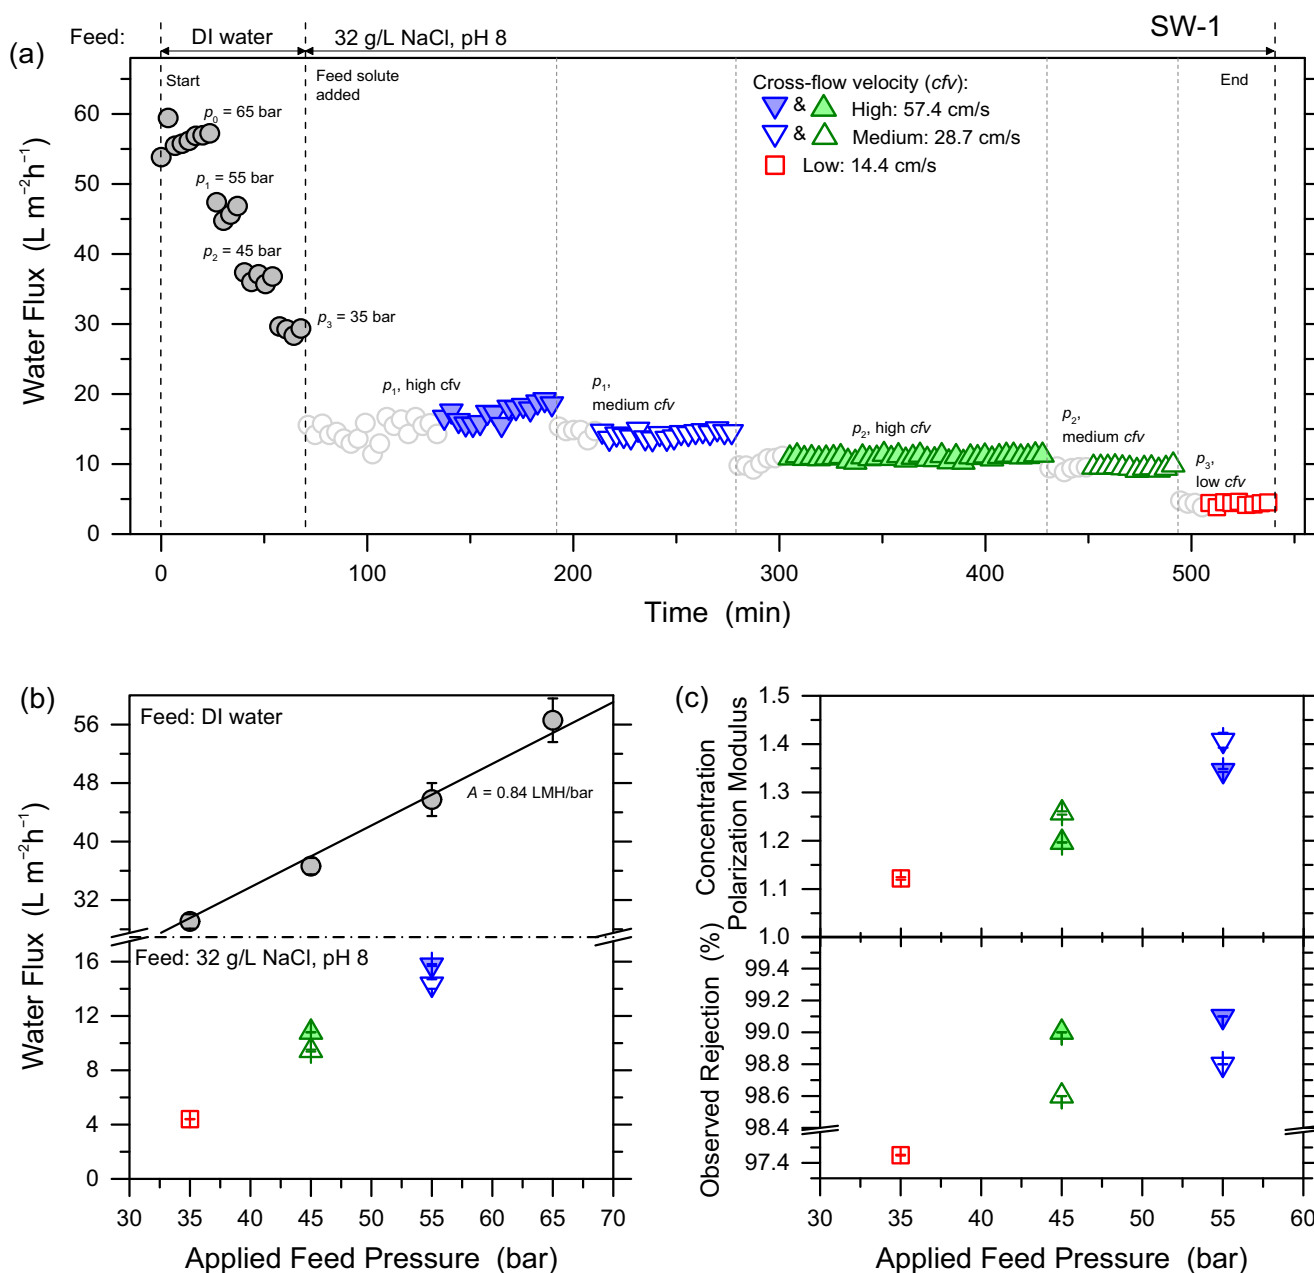 SW-1
(a) Feed: DI water 32 g/L NaCl, pH 8
Start
Feed solute
added
End
p0 = 65 bar
p1 = 55 bar
p2 = 45 bar
p3 = 35 bar
Cross-flow velocity (cfv):
& High: 57.4 cm/s
& Medium: 28.7 cm/s
Low: 14.4 cm/s
p1, high cfv
p1,
medium cfv
p2, high cfv
p2,
medium cfv
p3,
low cfv
Water Flux (L m−2h−1)
60
50
40
30
20
10
0
0 100 200 300 400 500
Time (min)
(b)
Feed: DI water
A = 0.84 LMH/bar
Feed: 32 g/L NaCl, pH 8
Water Flux (L m−2h−1)
56
48
40
32
16
12
8
4
0
30 35 40 45 50 55 60 65 70
Applied Feed Pressure (bar)
(c)
Concentration
Polarization Modulus
1.5
1.4
1.3
1.2
1.1
1.0
Observed Rejection (%)
99.4
99.2
99.0
98.8
98.6
98.4
97.4
30 35 40 45 50 55 60
Applied Feed Pressure (bar)